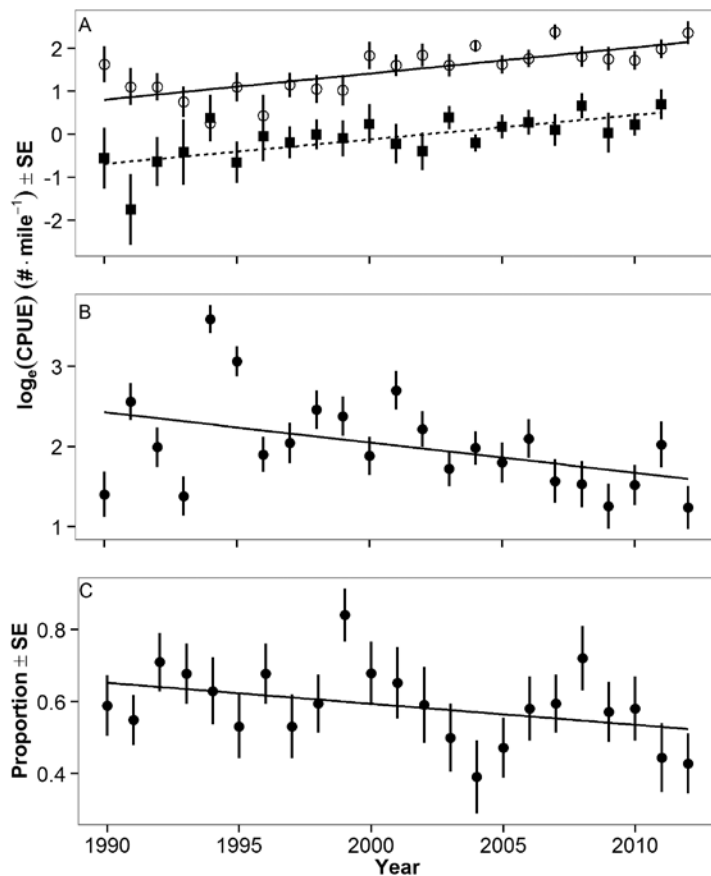 A
2
1
0
-1
-2
B
3
2
1
logₑ(CPUE) (# · mile⁻¹) ± SE
C
0.8
0.6
0.4
Proportion ± SE
1990 1995 2000 2005 2010
Year